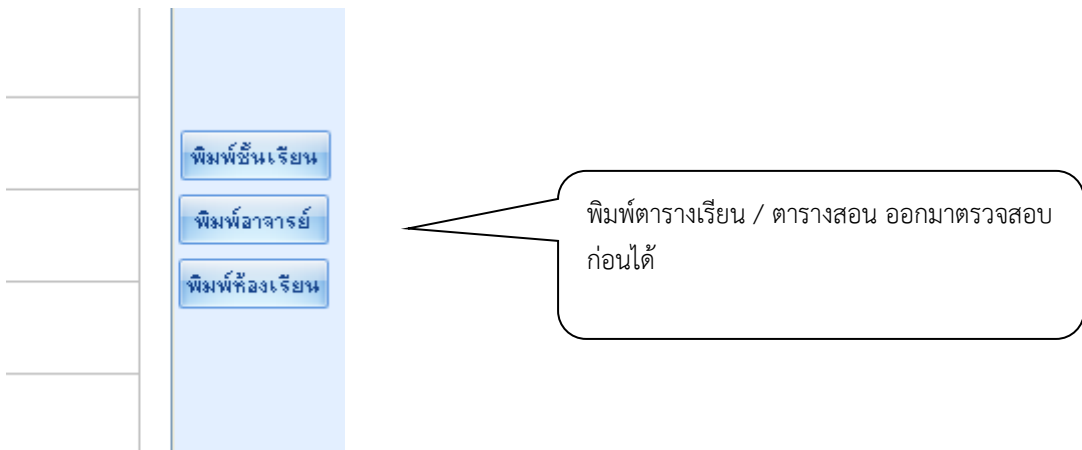 พิมพ์ชั้นเรียน
พิมพ์อาจารย์
พิมพ์ห้องเรียน
พิมพ์ตารางเรียน / ตารางสอน ออกมาตรวจสอบ
ก่อนได้